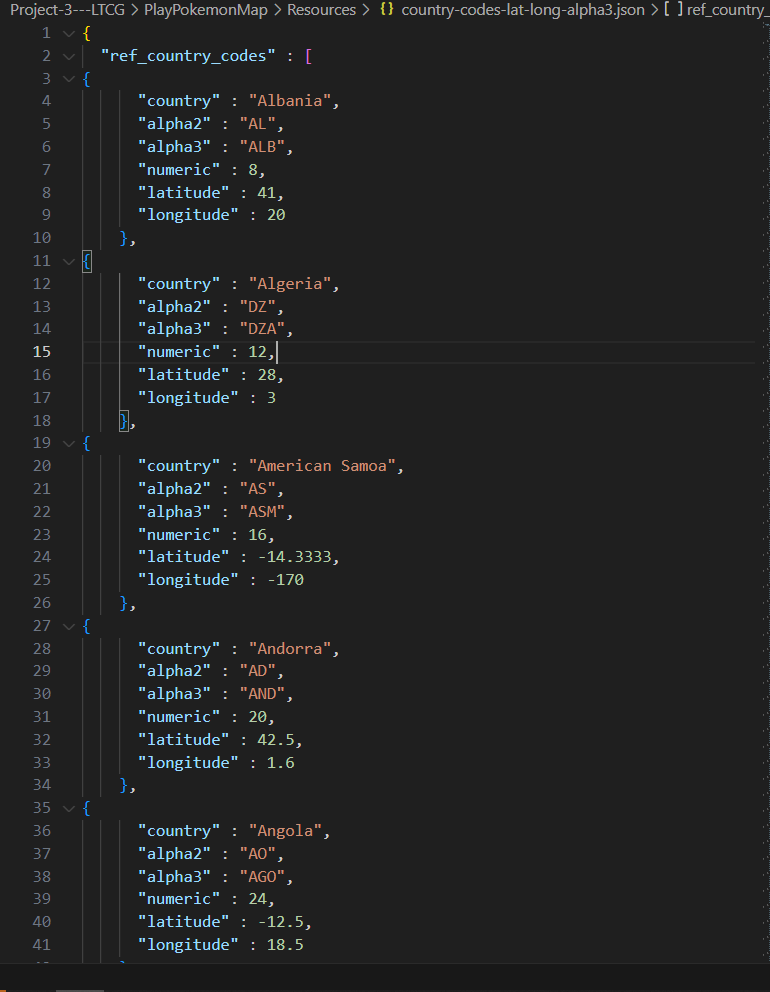 Project-3---LTCG > PlayPokemonMap > Resources > {} country-codes-lat-long-alpha3.json > [ ] ref_country_
1 {
2 "ref_country_codes" : [
3 {
4 "country" : "Albania",
5 "alpha2" : "AL",
6 "alpha3" : "ALB",
7 "numeric" : 8,
8 "latitude" : 41,
9 "longitude" : 20
10 },
11 {
12 "country" : "Algeria",
13 "alpha2" : "DZ",
14 "alpha3" : "DZA",
15 "numeric" : 12,
16 "latitude" : 28,
17 "longitude" : 3
18 },
19 {
20 "country" : "American Samoa",
21 "alpha2" : "AS",
22 "alpha3" : "ASM",
23 "numeric" : 16,
24 "latitude" : -14.3333,
25 "longitude" : -170
26 },
27 {
28 "country" : "Andorra",
29 "alpha2" : "AD",
30 "alpha3" : "AND",
31 "numeric" : 20,
32 "latitude" : 42.5,
33 "longitude" : 1.6
34 },
35 {
36 "country" : "Angola",
37 "alpha2" : "AO",
38 "alpha3" : "AGO",
39 "numeric" : 24,
40 "latitude" : -12.5,
41 "longitude" : 18.5